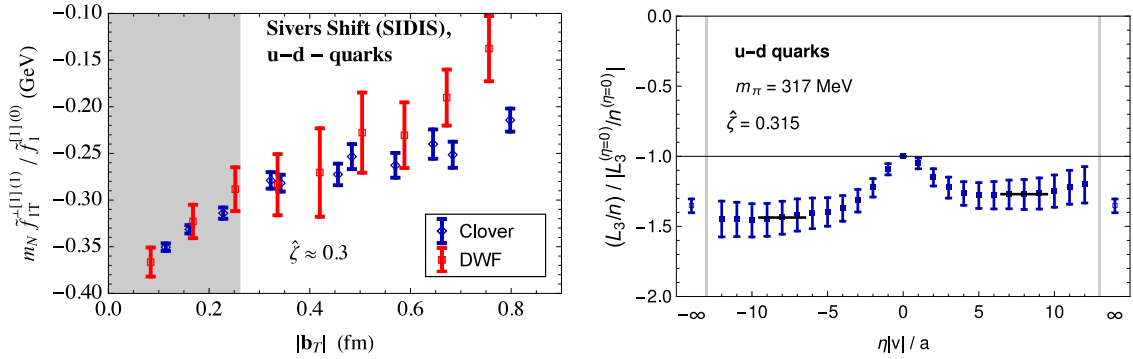 Sivers Shift (SIDIS),
u−d − quarks
ζ̂ ≈ 0.3
Clover
DWF
m_N f̃_{1T}^{⊥[1](1)} / f̃_1^{[1](0)} (GeV)
−0.10
−0.15
−0.20
−0.25
−0.30
−0.35
−0.40
0.0
0.2
0.4
0.6
0.8
|b_T| (fm)
u−d quarks
m_π = 317 MeV
ζ̂ = 0.315
(L_3/n) / |L_3^{(η=0)}/n^{(η=0)}|
0.0
−0.5
−1.0
−1.5
−2.0
−∞
−10
−5
0
5
10
∞
η|v| / a